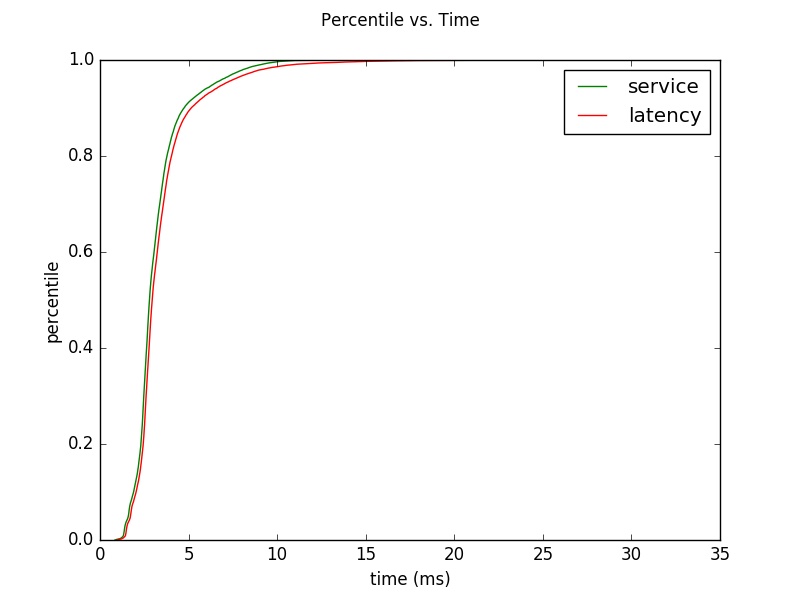 Percentile vs. Time
service
latency
percentile
1.0
0.8
0.6
0.4
0.2
0.0
0 5 10 15 20 25 30 35
time (ms)